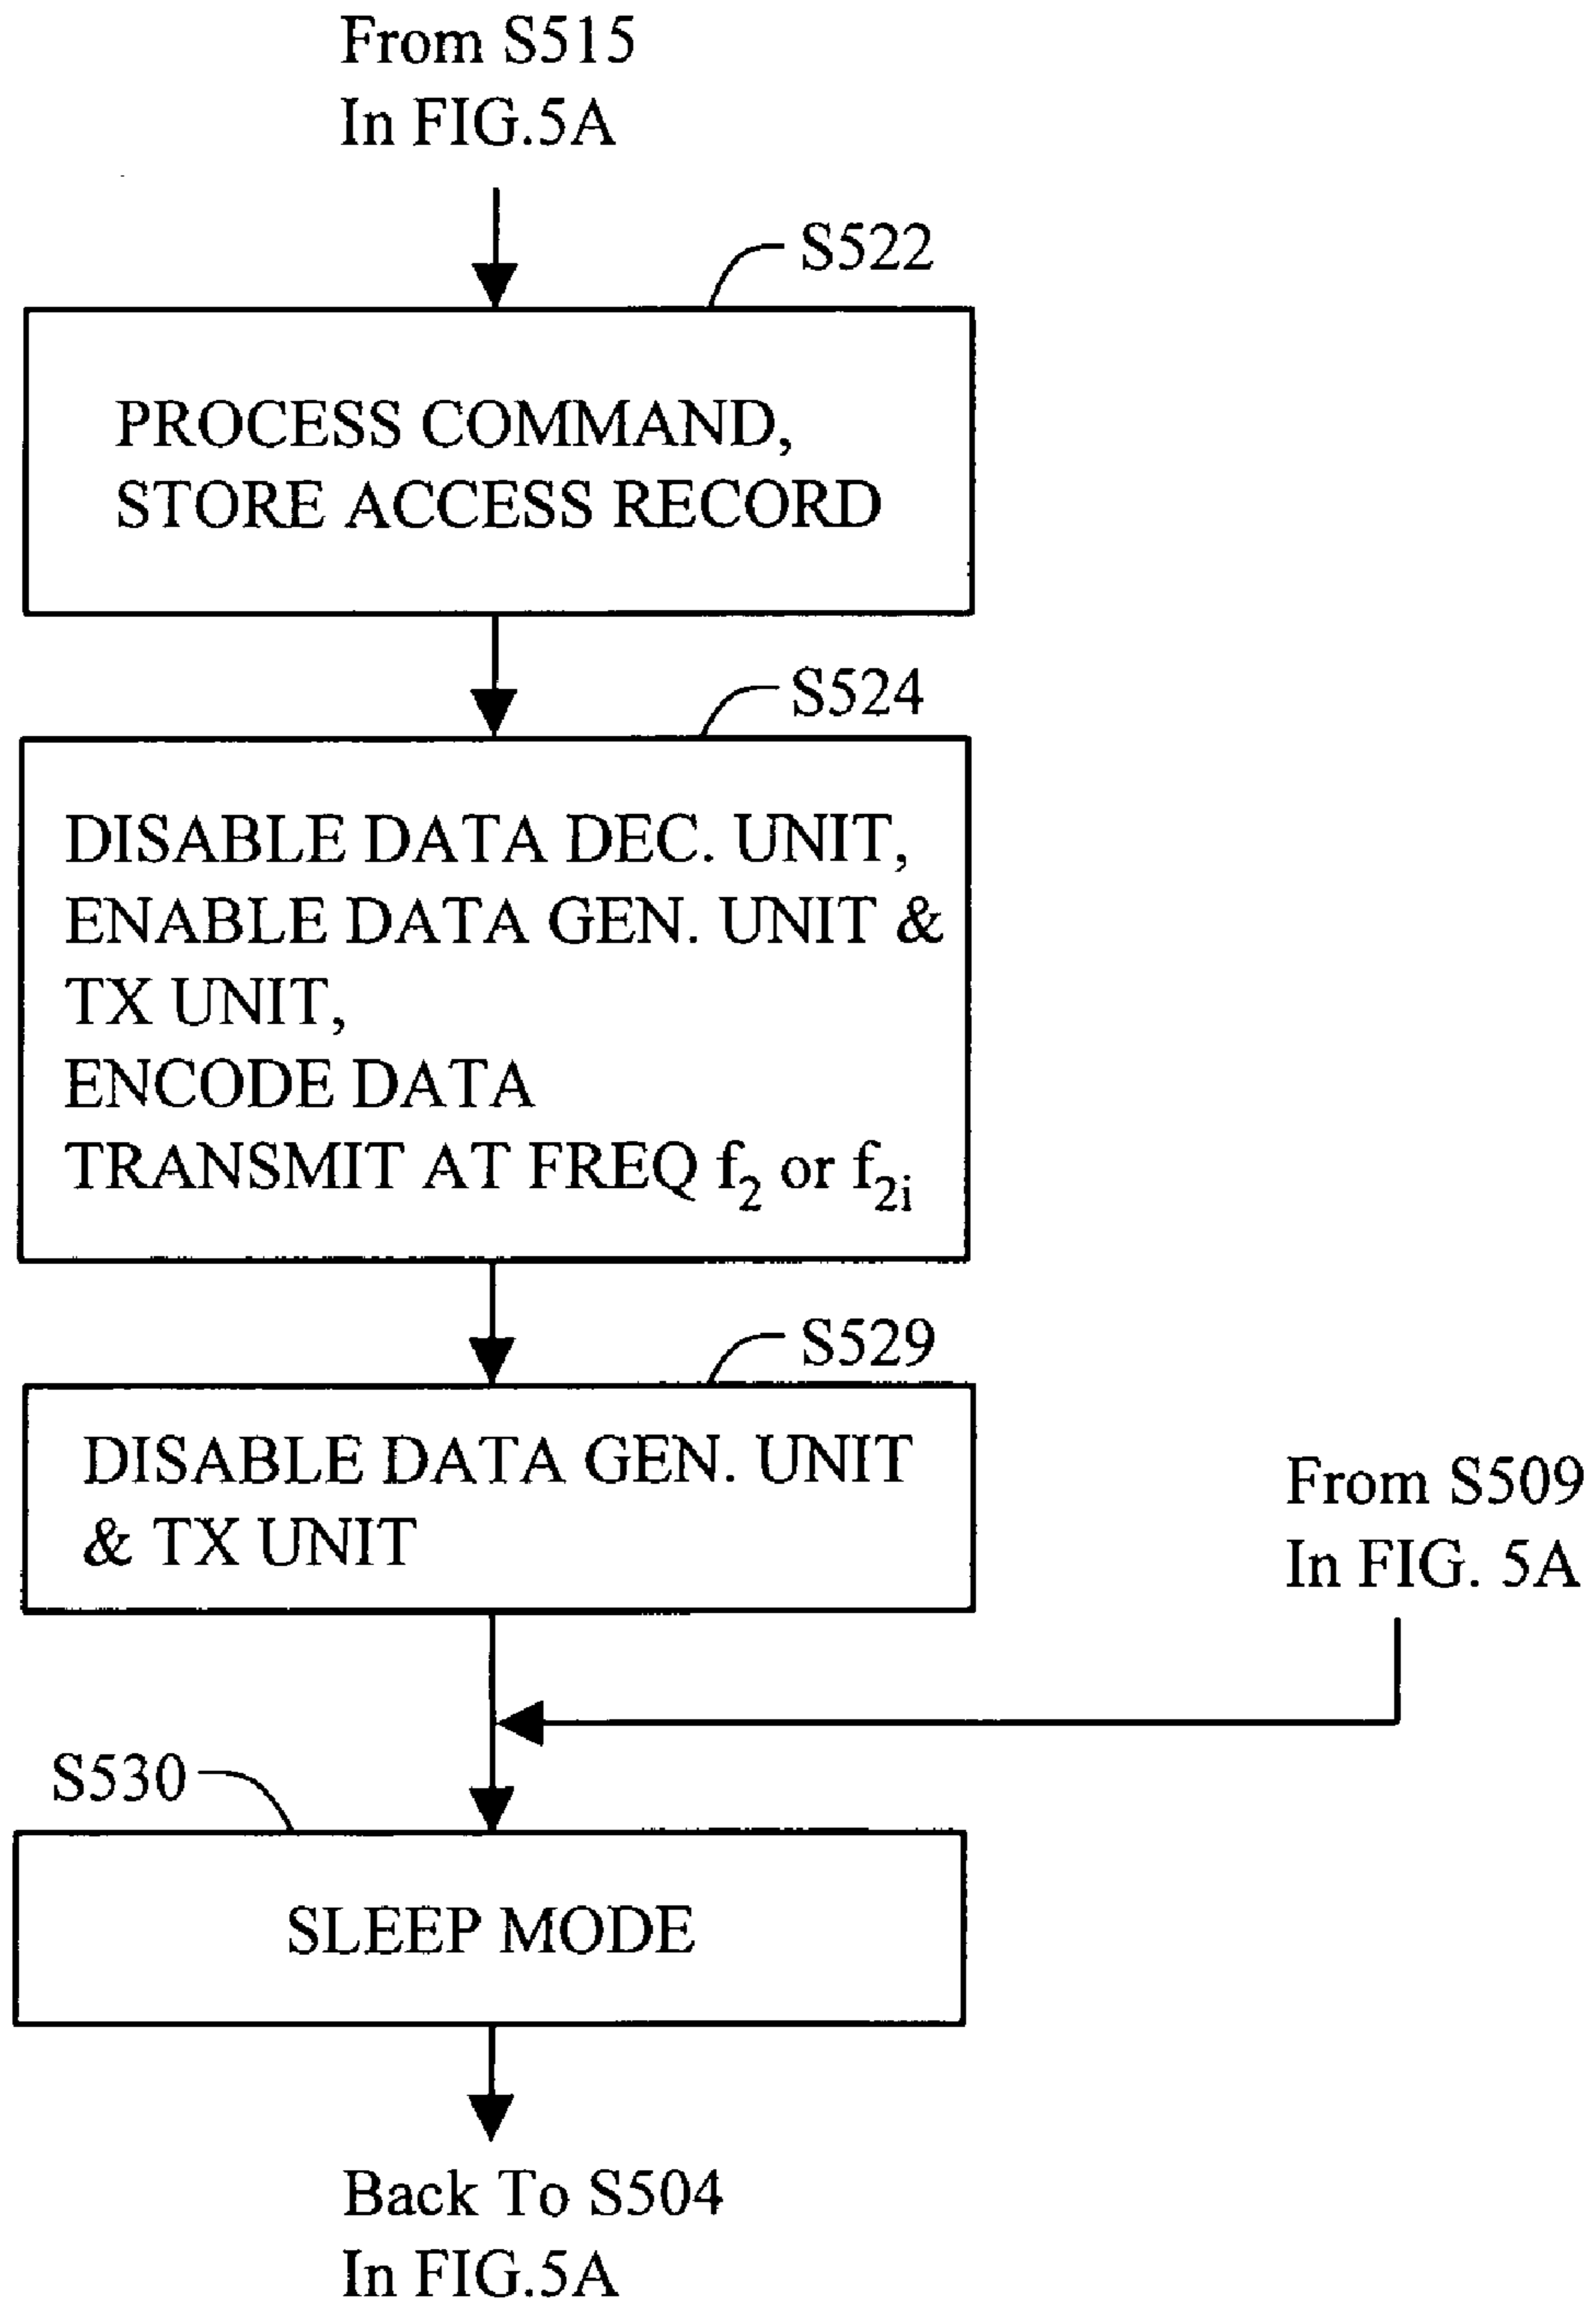 From S515
In FIG.5A
S522
PROCESS COMMAND,
STORE ACCESS RECORD
S524
DISABLE DATA DEC. UNIT,
ENABLE DATA GEN. UNIT &
TX UNIT,
ENCODE DATA
TRANSMIT AT FREQ f₂ or f₂ᵢ
S529
DISABLE DATA GEN. UNIT
& TX UNIT
From S509
In FIG. 5A
S530
SLEEP MODE
Back To S504
In FIG.5A